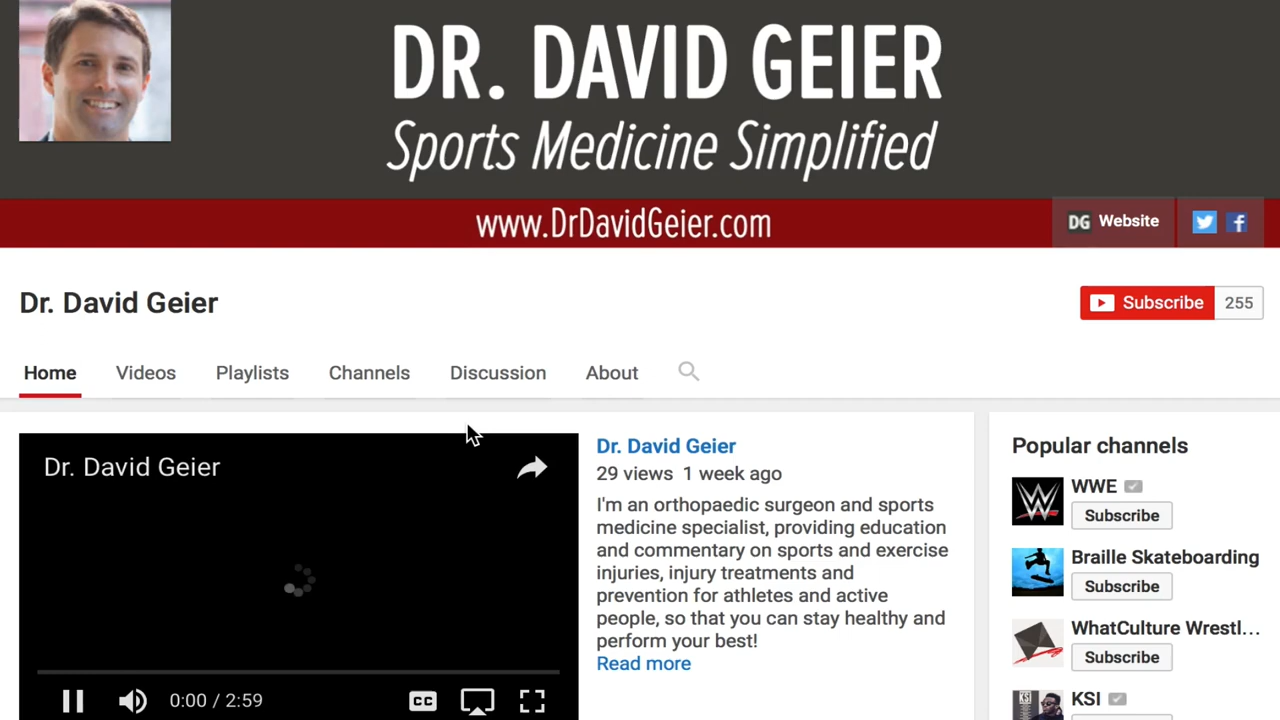 DR. DAVID GEIER
Sports Medicine Simplified
www.DrDavidGeier.com
DG Website
Dr. David Geier
Subscribe 255
Home Videos Playlists Channels Discussion About
Dr. David Geier
0:00 / 2:59
CC
Dr. David Geier
29 views 1 week ago
I'm an orthopaedic surgeon and sports
medicine specialist, providing education
and commentary on sports and exercise
injuries, injury treatments and
prevention for athletes and active
people, so that you can stay healthy and
perform your best!
Read more
Popular channels
WWE
Subscribe
Braille Skateboarding
Subscribe
WhatCulture Wrestl...
Subscribe
KSI